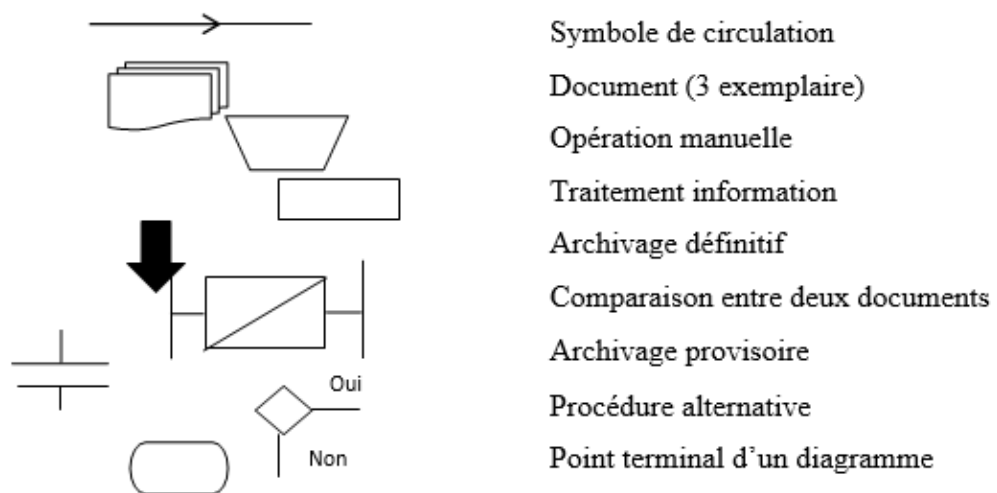 Symbole de circulation
Document (3 exemplaire)
Opération manuelle
Traitement information
Archivage définitif
Comparaison entre deux documents
Archivage provisoire
Oui
Procédure alternative
Non
Point terminal d'un diagramme